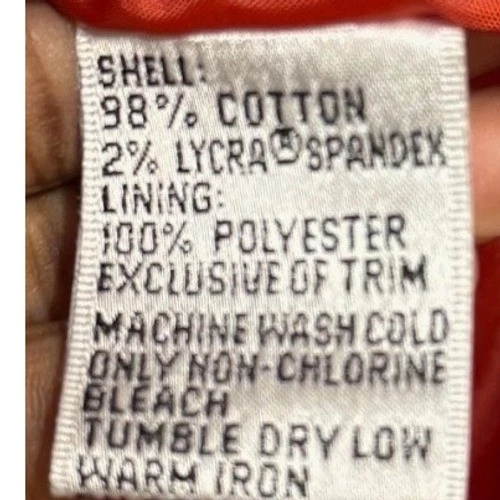 SHELL:
98% COTTON
2% LYCRA® SPANDEX
LINING:
100% POLYESTER
EXCLUSIVE OF TRIM
MACHINE WASH COLD
ONLY NON-CHLORINE
BLEACH
TUMBLE DRY LOW
WARM IRON